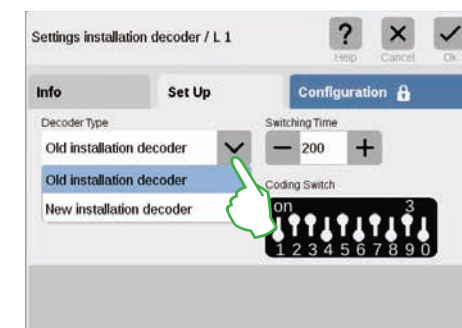 Settings installation decoder / L 1
?
Help
Cancel
Ok
Info
Set Up
Configuration
Decoder Type
Switching Time
Old installation decoder
200
Old installation decoder
New installation decoder
Coding Switch
on 3
1 2 3 4 5 6 7 8 9 0